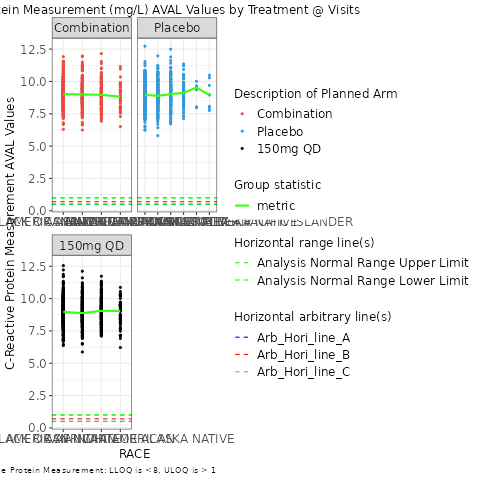 Measurement (mg/L) AVAL Values by Treatment @ Visits
Combination
Placebo
12.5
10.0
7.5
5.0
2.5
0.0
C-Reactive Protein Measurement AVAL Values
150mg QD
12.5
10.0
7.5
5.0
2.5
0.0
ALASKA NATIVE
RACE
Protein Measurement: LLOQ is <8, ULOQ is > 1
Description of Planned Arm
Combination
Placebo
150mg QD
Group statistic
metric
Horizontal range line(s)
Analysis Normal Range Upper Limit
Analysis Normal Range Lower Limit
Horizontal arbitrary line(s)
Arb_Hori_line_A
Arb_Hori_line_B
Arb_Hori_line_C